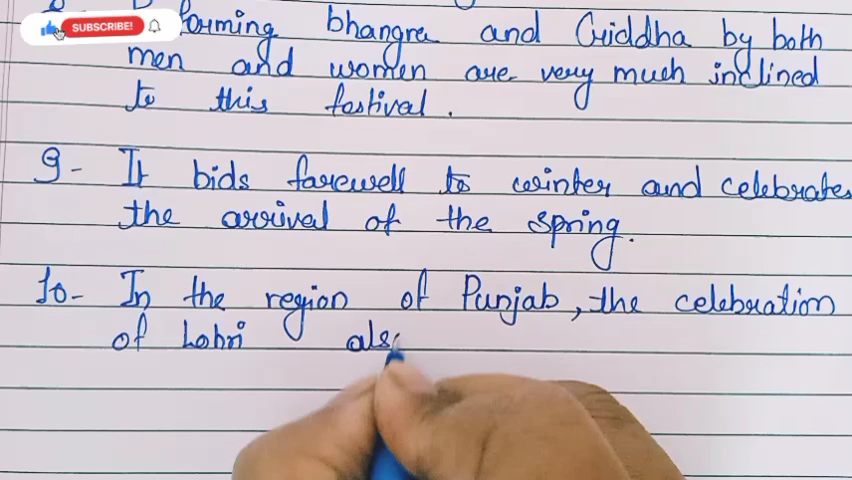 SUBSCRIBE!
forming bhangra and Giddha by both
men and women are very much inclined
to this festival.
9- It bids farewell to winter and celebrates
the arrival of the spring.
10- In the region of Punjab, the celebration
of Lohri als